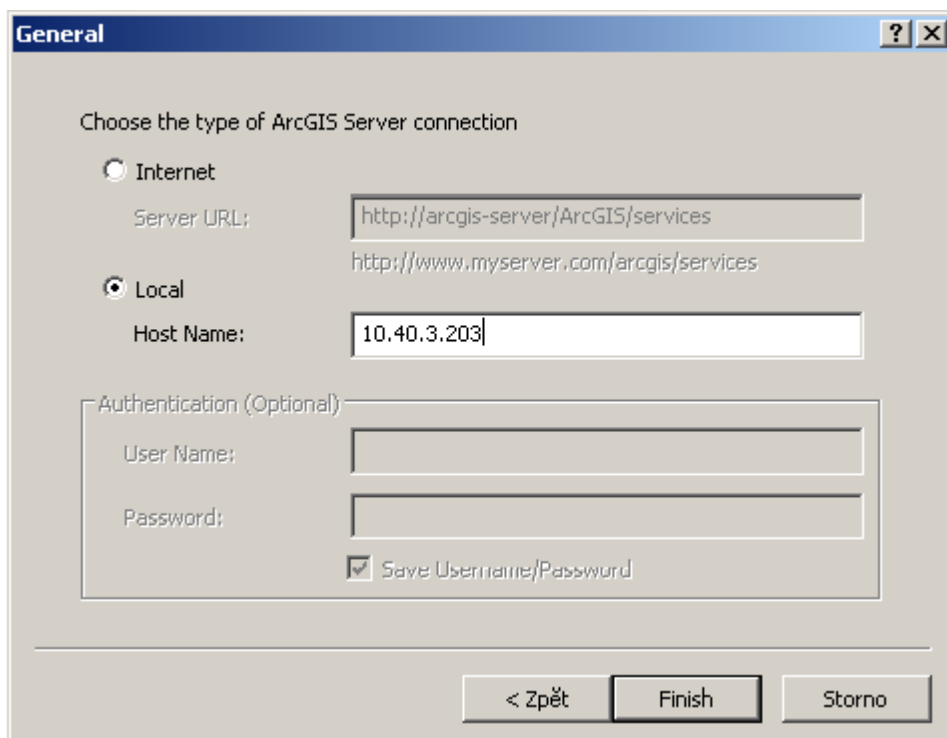 General
Choose the type of ArcGIS Server connection
Internet
Server URL: http://arcgis-server/ArcGIS/services
http://www.myserver.com/arcgis/services
Local
Host Name: 10.40.3.203
Authentication (Optional)
User Name:
Password:
Save Username/Password
< Zpět Finish Storno